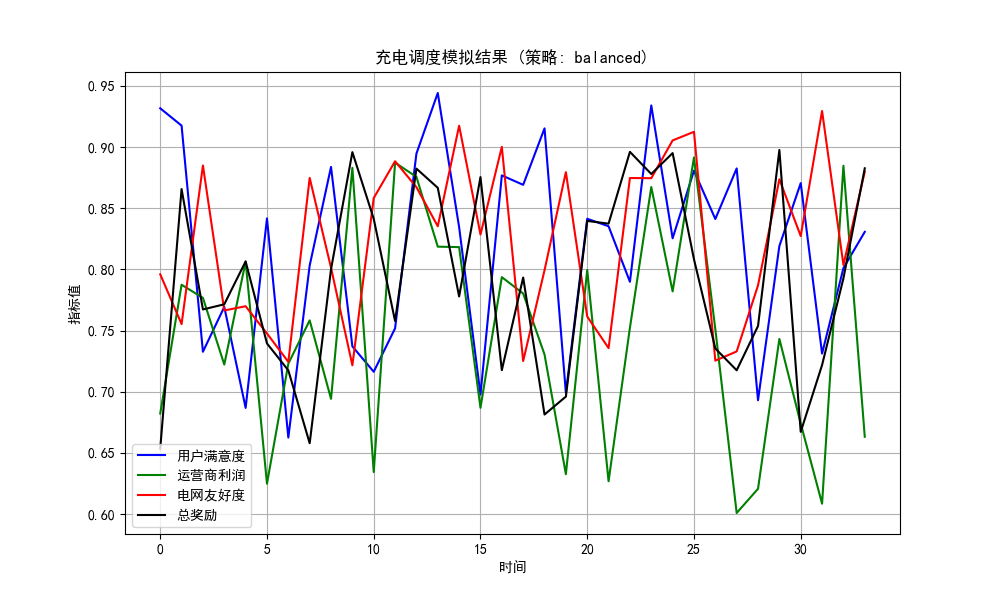 充电调度模拟结果 (策略: balanced)
指标值
0.95
0.90
0.85
0.80
0.75
0.70
0.65
0.60
用户满意度
运营商利润
电网友好度
总奖励
0 5 10 15 20 25 30
时间